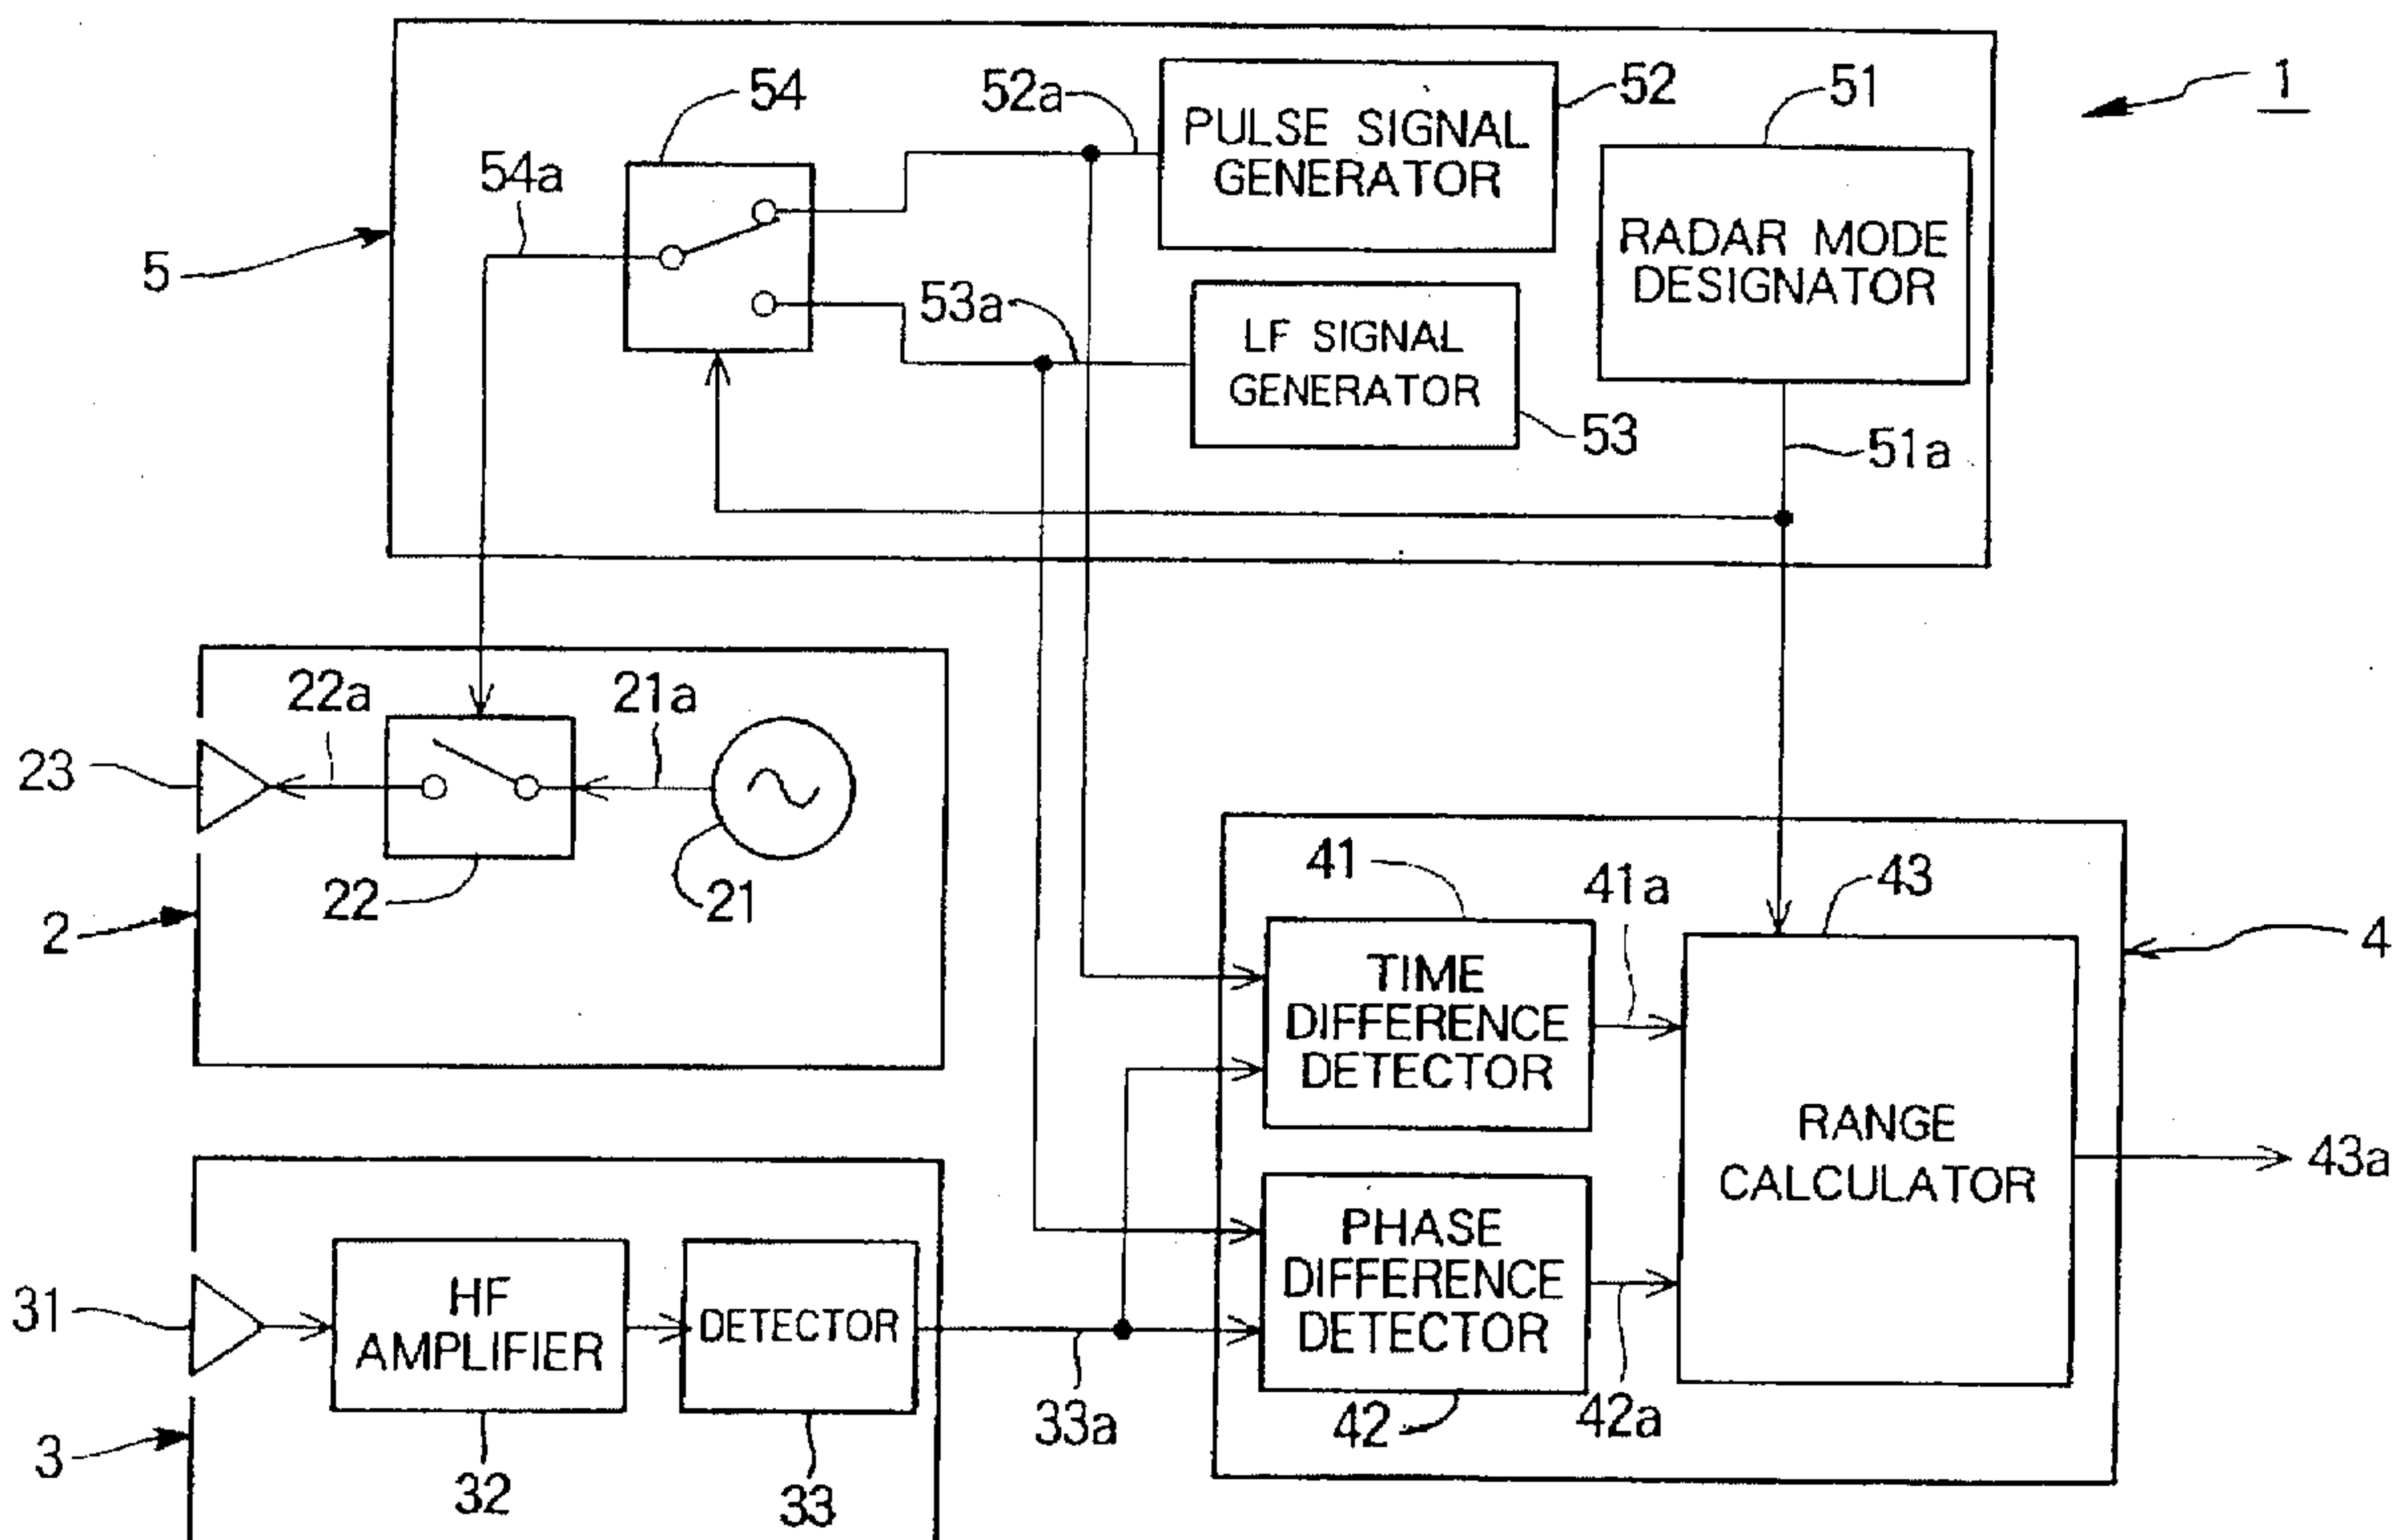 1
54
52a
PULSE SIGNAL
GENERATOR
52
51
54a
RADAR MODE
DESIGNATOR
5
53a
LF SIGNAL
GENERATOR
53
51a
22a
21a
23
22
21
2
41
41a
43
4
TIME
DIFFERENCE
DETECTOR
RANGE
CALCULATOR
43a
31
HF
AMPLIFIER
DETECTOR
PHASE
DIFFERENCE
DETECTOR
3
32
33
33a
42
42a